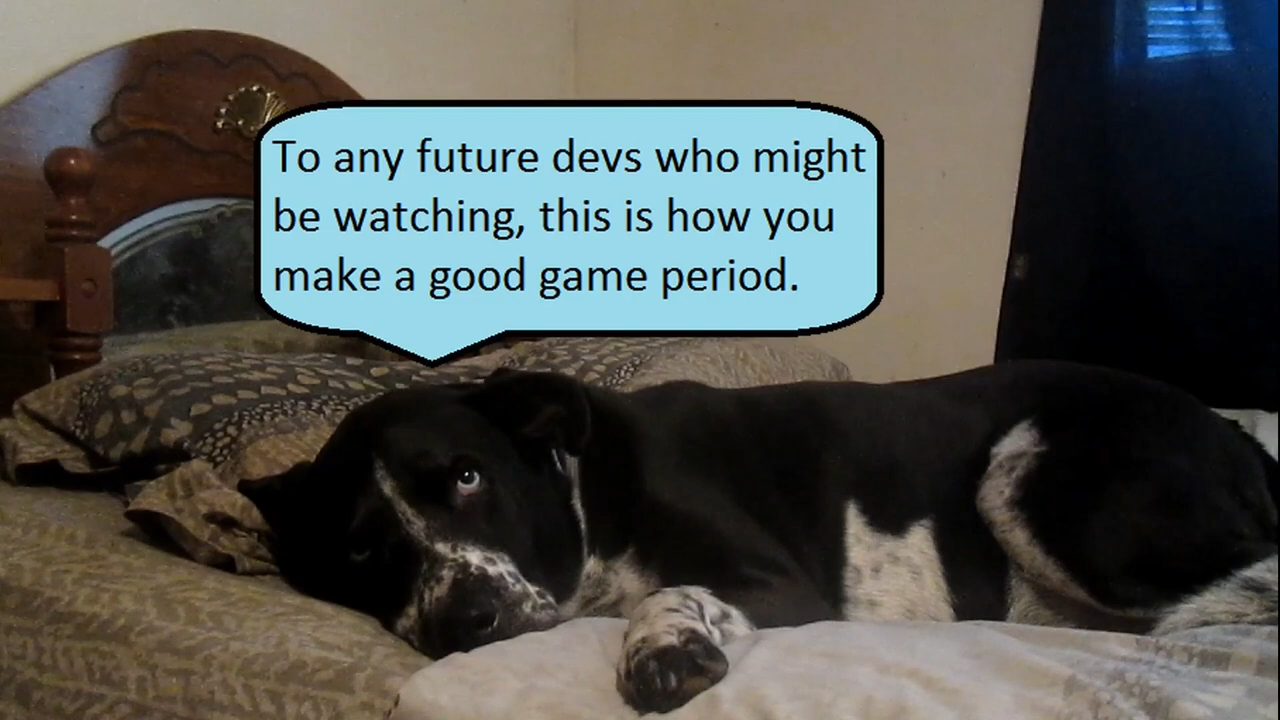 To any future devs who might
be watching, this is how you
make a good game period.